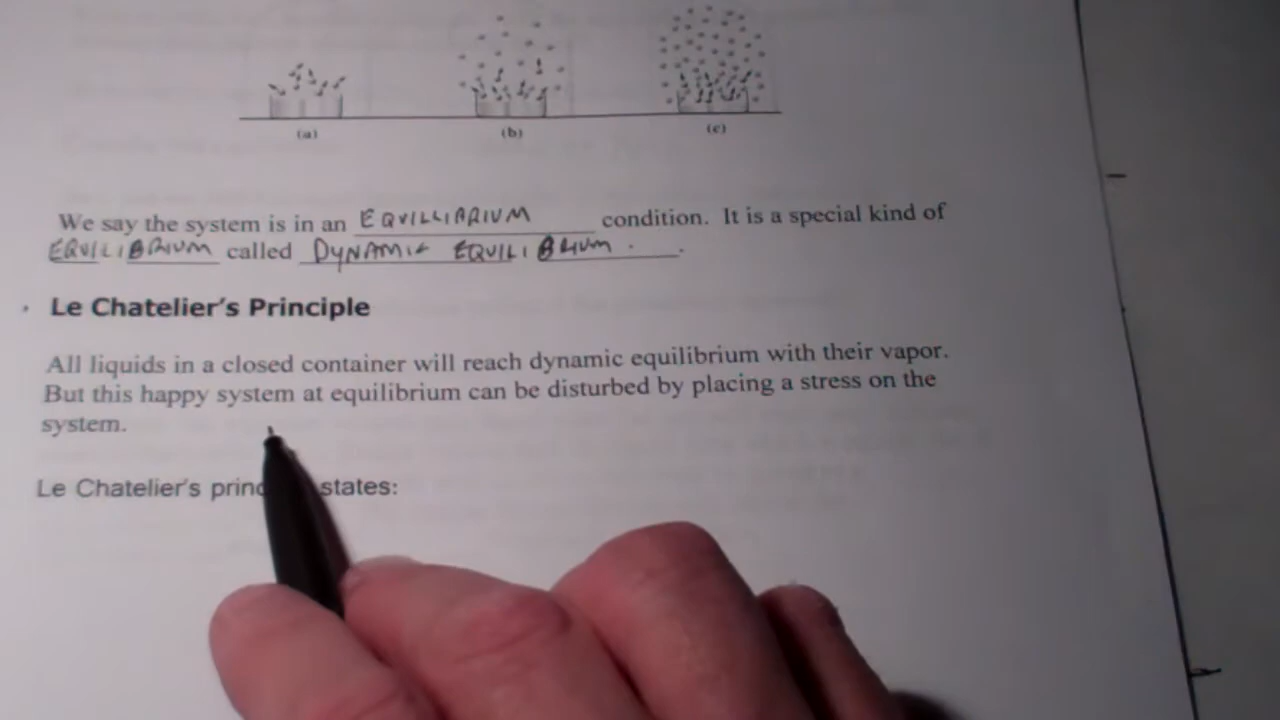 (a) (b) (c)
We say the system is in an EQUILLIBRIUM condition. It is a special kind of
EQUILIBRIUM called DYNAMIC EQUILIBRIUM.
Le Chatelier's Principle
All liquids in a closed container will reach dynamic equilibrium with their vapor.
But this happy system at equilibrium can be disturbed by placing a stress on the
system.
Le Chatelier's princ states: